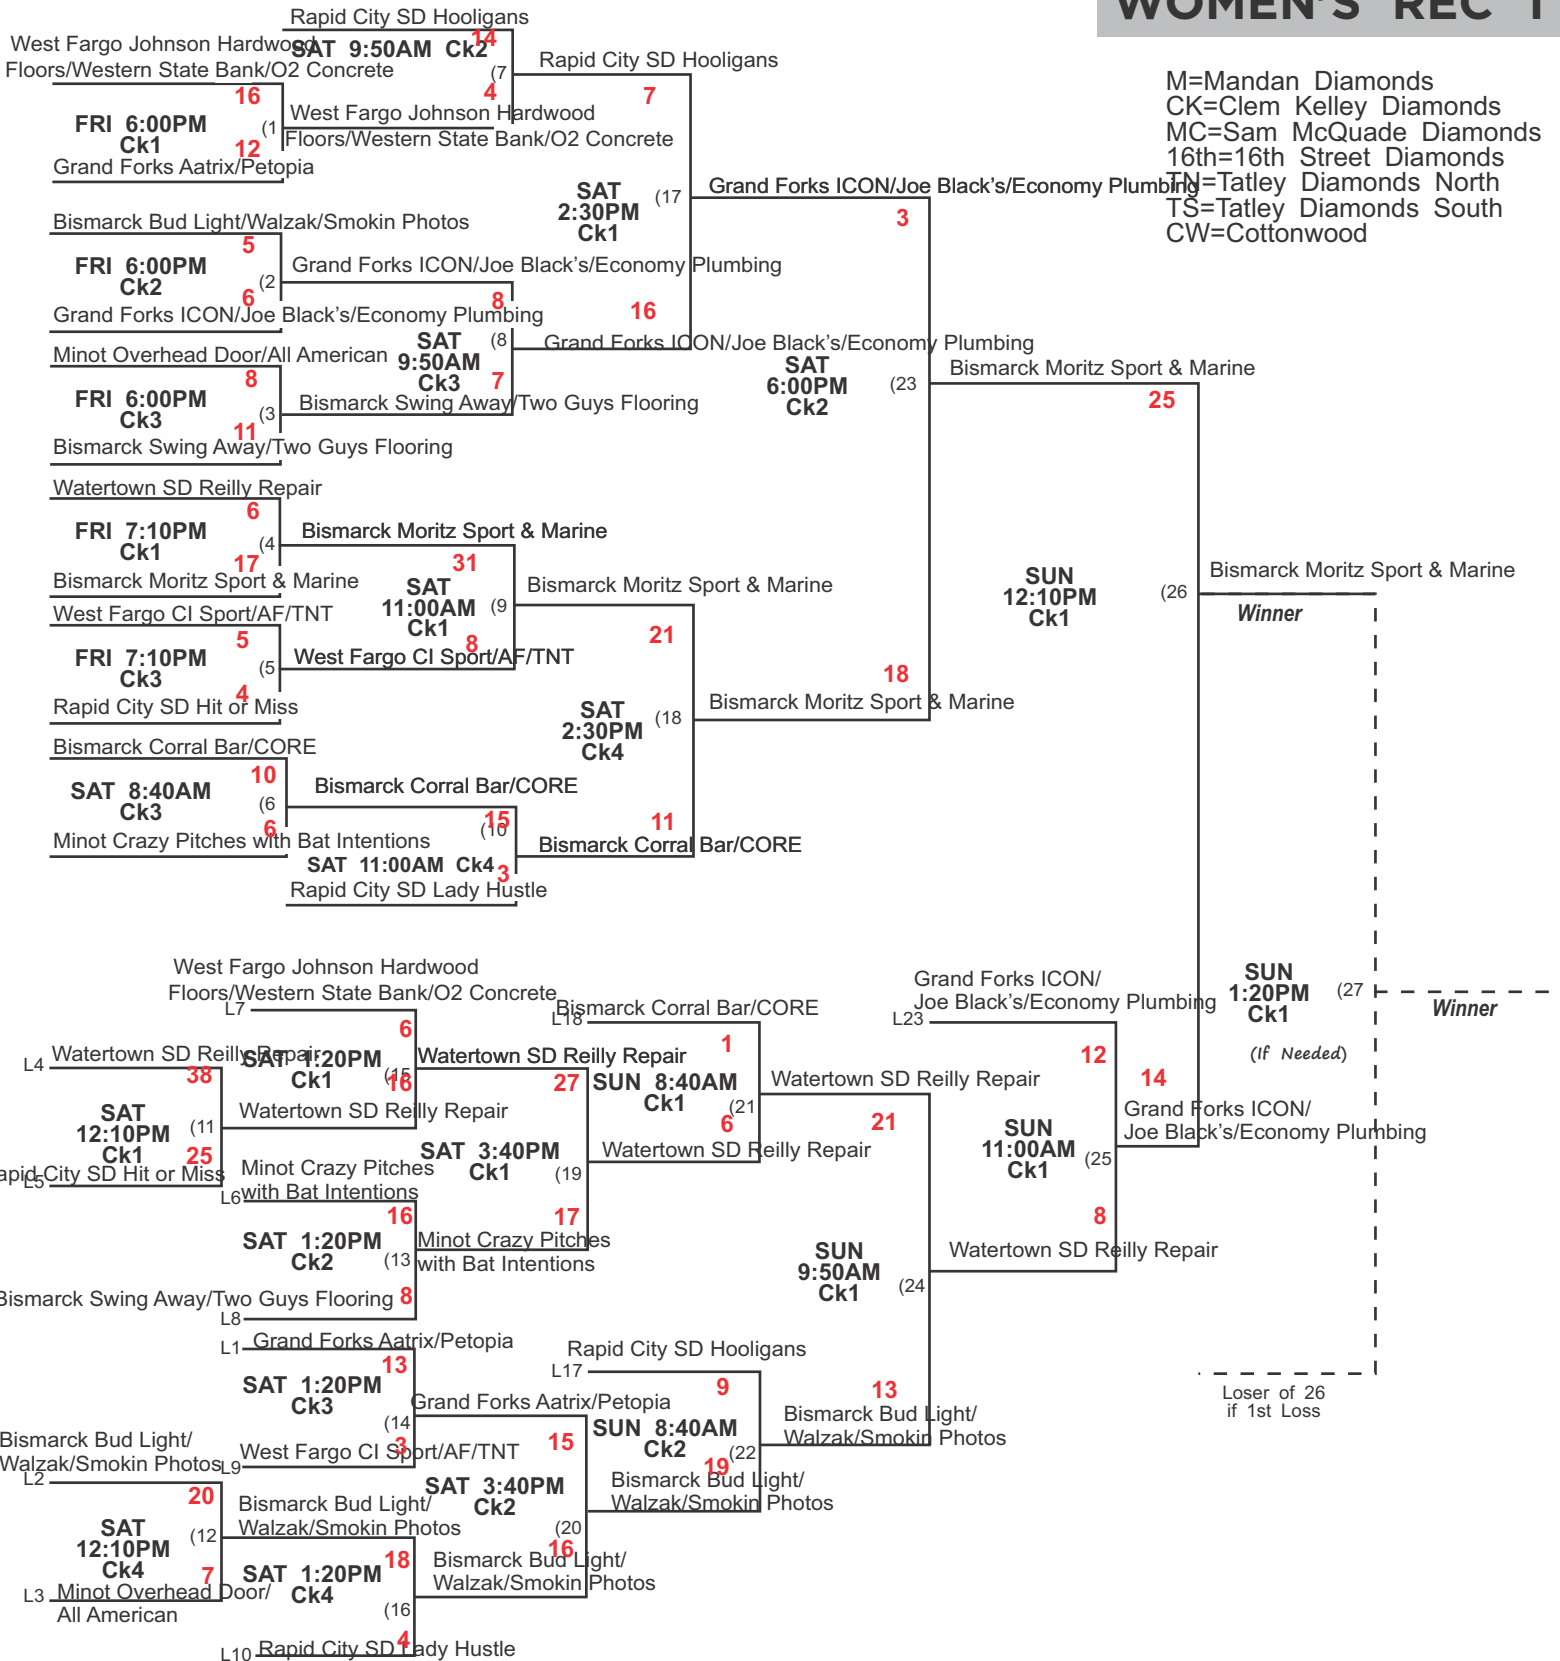 WOMEN'S REC 1
M=Mandan Diamonds
CK=Clem Kelley Diamonds
MC=Sam McQuade Diamonds
16th=16th Street Diamonds
TN=Tatley Diamonds North
TS=Tatley Diamonds South
CW=Cottonwood
Rapid City SD Hooligans
14
SAT 9:50AM Ck2
(7
4
West Fargo Johnson Hardwood
Floors/Western State Bank/O2 Concrete
16
FRI 6:00PM
Ck1
(1
12
Grand Forks Aatrix/Petopia
West Fargo Johnson Hardwood
Floors/Western State Bank/O2 Concrete
Rapid City SD Hooligans
7
Bismarck Bud Light/Walzak/Smokin Photos
5
FRI 6:00PM
Ck2
(2
6
Grand Forks ICON/Joe Black's/Economy Plumbing
Grand Forks ICON/Joe Black's/Economy Plumbing
8
SAT
9:50AM
Ck3
(8
7
Minot Overhead Door/All American
8
FRI 6:00PM
Ck3
(3
11
Bismarck Swing Away/Two Guys Flooring
Bismarck Swing Away/Two Guys Flooring
SAT
2:30PM
Ck1
(17
16
Grand Forks ICON/Joe Black's/Economy Plumbing
Grand Forks ICON/Joe Black's/Economy Plumbing
3
SAT
6:00PM
Ck2
(23
Bismarck Moritz Sport & Marine
25
Watertown SD Reilly Repair
6
FRI 7:10PM
Ck1
(4
17
Bismarck Moritz Sport & Marine
Bismarck Moritz Sport & Marine
31
SAT
11:00AM
Ck1
(9
8
West Fargo CI Sport/AF/TNT
5
FRI 7:10PM
Ck3
(5
4
Rapid City SD Hit or Miss
West Fargo CI Sport/AF/TNT
Bismarck Moritz Sport & Marine
21
SAT
2:30PM
Ck4
(18
11
18
Bismarck Moritz Sport & Marine
Bismarck Corral Bar/CORE
10
SAT 8:40AM
Ck3
(6
6
Minot Crazy Pitches with Bat Intentions
Bismarck Corral Bar/CORE
15
(10
SAT 11:00AM Ck4
3
Rapid City SD Lady Hustle
Bismarck Corral Bar/CORE
SUN
12:10PM
Ck1
(26
Bismarck Moritz Sport & Marine
Winner
West Fargo Johnson Hardwood
Floors/Western State Bank/O2 Concrete
L7
6
SAT 1:20PM
Ck1
(15
16
L4
Watertown SD Reilly Repair
38
SAT
12:10PM
Ck1
(11
25
apid City SD Hit or Miss
L5
Watertown SD Reilly Repair
Watertown SD Reilly Repair
27
SAT 3:40PM
Ck1
(19
17
Minot Crazy Pitches
with Bat Intentions
L6
16
SAT 1:20PM
Ck2
(13
8
Bismarck Swing Away/Two Guys Flooring
L8
Minot Crazy Pitches
with Bat Intentions
Bismarck Corral Bar/CORE
L18
1
SUN 8:40AM
Ck1
(21
6
Watertown SD Reilly Repair
Watertown SD Reilly Repair
21
SUN
9:50AM
Ck1
(24
13
Grand Forks ICON/
Joe Black's/Economy Plumbing
L23
12
SUN
11:00AM
Ck1
(25
8
Watertown SD Reilly Repair
14
Grand Forks ICON/
Joe Black's/Economy Plumbing
SUN
1:20PM
Ck1
(27
(If Needed)
Winner
Loser of 26
if 1st Loss
L1
Grand Forks Aatrix/Petopia
13
SAT 1:20PM
Ck3
(14
3
West Fargo CI Sport/AF/TNT
L9
Grand Forks Aatrix/Petopia
15
SAT 3:40PM
Ck2
(20
16
Bismarck Bud Light/
Walzak/Smokin Photos
L2
20
SAT
12:10PM
Ck4
(12
7
L3
Minot Overhead Door/
All American
Bismarck Bud Light/
Walzak/Smokin Photos
18
SAT 1:20PM
Ck4
(16
4
L10
Rapid City SD Lady Hustle
Bismarck Bud Light/
Walzak/Smokin Photos
Rapid City SD Hooligans
L17
9
SUN 8:40AM
Ck2
(22
19
Bismarck Bud Light/
Walzak/Smokin Photos
Bismarck Bud Light/
Walzak/Smokin Photos